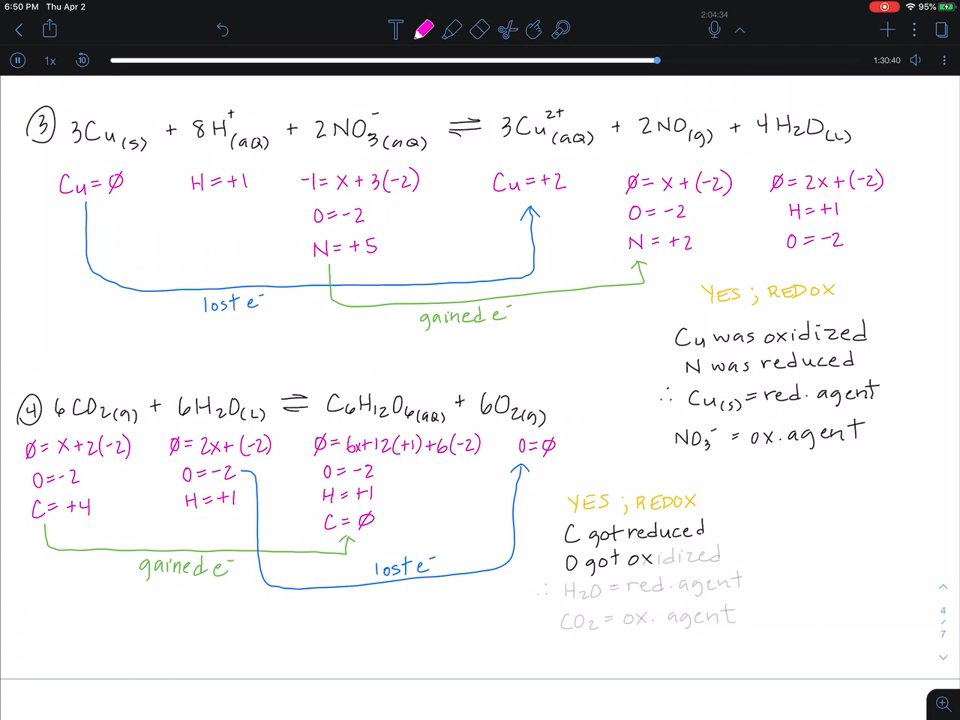 6:50 PM Thu Apr 2
95%
2:04:34
T
1x
10
1:30:40
③ 3Cu(s) + 8H⁺(aq) + 2NO₃⁻(aq) ⇌ 3Cu²⁺(aq) + 2NO(g) + 4H₂O(l)
Cu = ∅ H = +1 -1 = x + 3(-2) Cu = +2 ∅ = x + (-2) ∅ = 2x + (-2)
O = -2 O = -2 H = +1
N = +5 N = +2 O = -2
lost e⁻
gained e⁻
YES ; REDOX
Cu was oxidized
N was reduced
∴ Cu(s) = red. agent
NO₃⁻ = ox. agent
④ 6CO₂(g) + 6H₂O(l) ⇌ C₆H₁₂O₆(aq) + 6O₂(g)
∅ = x + 2(-2) ∅ = 2x + (-2) ∅ = 6x + 12(+1) + 6(-2) O = ∅
O = -2 O = -2 O = -2
C = +4 H = +1 H = +1
C = ∅
gained e⁻ lost e⁻
YES ; REDOX
C got reduced
O got oxidized
∴ H₂O = red. agent
CO₂ = ox. agent
4
/
7